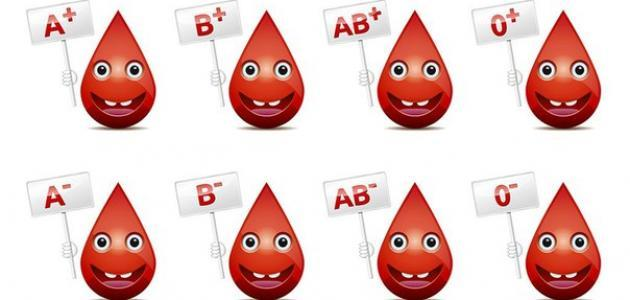 A+
B+
AB+
0+
A-
B-
AB-
0-